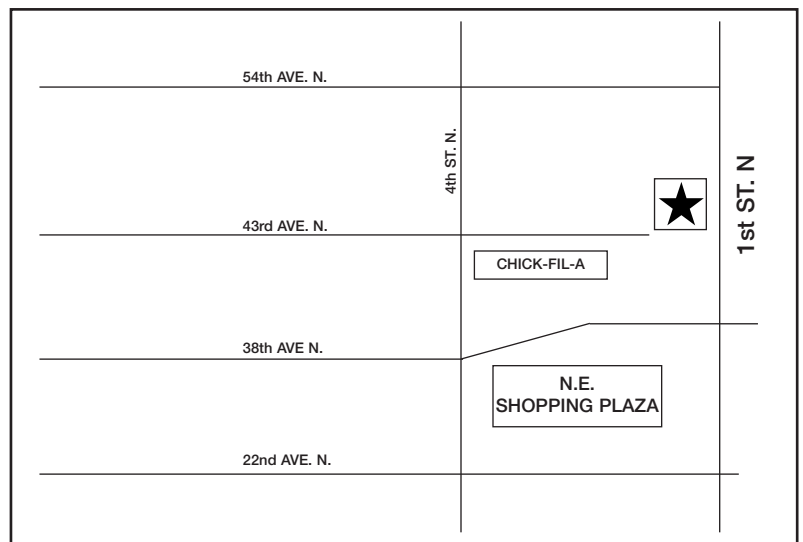 54th AVE. N.
4th ST. N.
1st ST. N
43rd AVE. N.
CHICK-FIL-A
38th AVE N.
N.E.
SHOPPING PLAZA
22nd AVE. N.